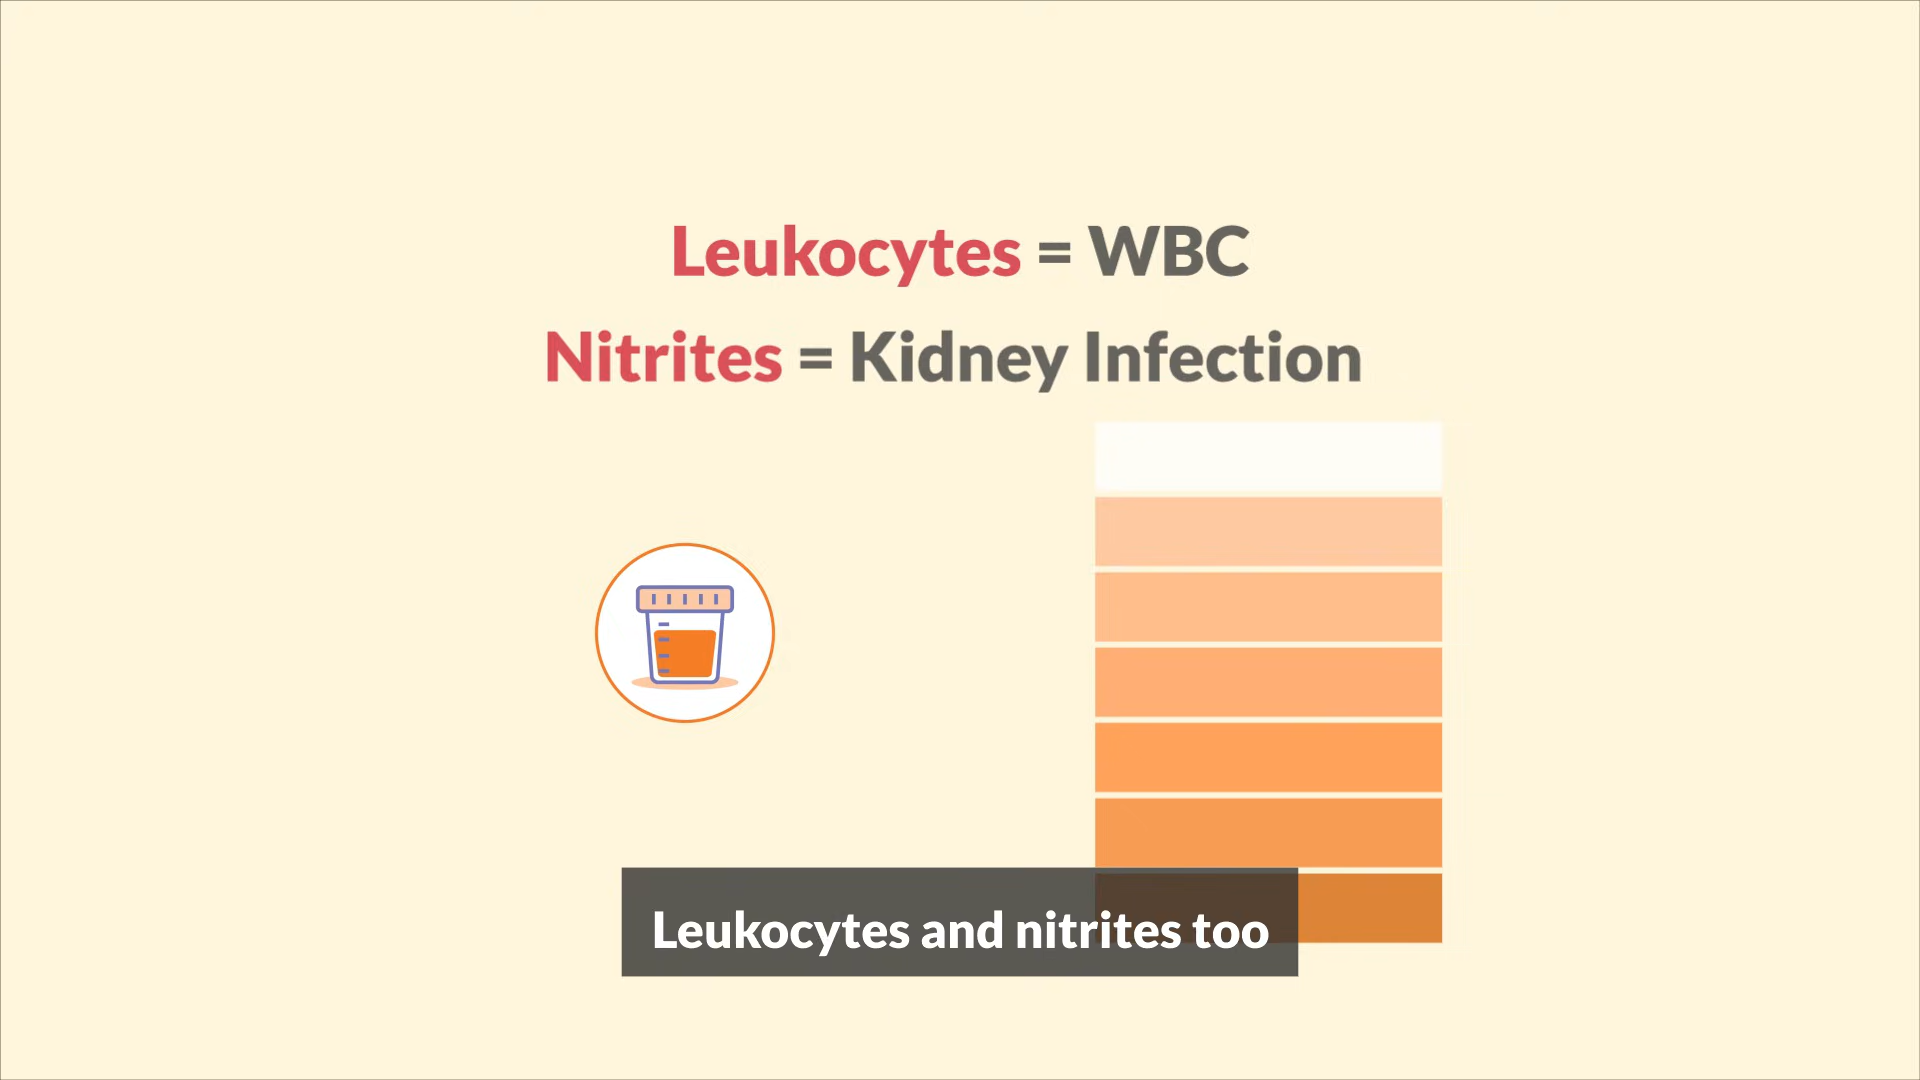 Leukocytes = WBC
Nitrites = Kidney Infection
Leukocytes and nitrites too